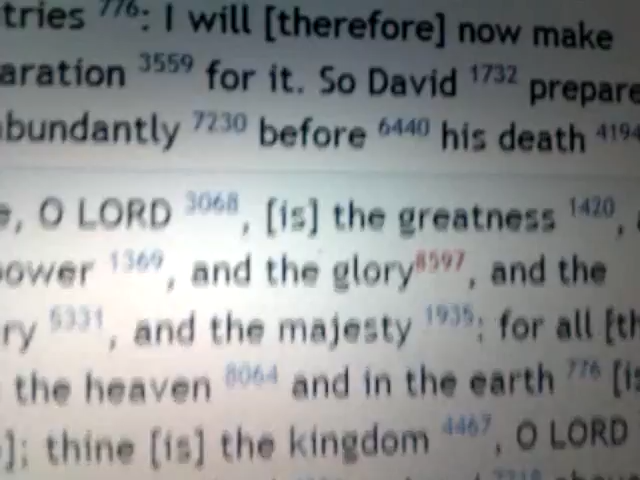 tries 776: I will [therefore] now make
aration 3559 for it. So David 1732 prepare
bundantly 7230 before 6440 his death 4194
e, O LORD 3068, [is] the greatness 1420,
ower 1369, and the glory8597, and the
ry 5331, and the majesty 1935: for all [th
the heaven 8064 and in the earth 776 [is
]; thine [is] the kingdom 4467, O LORD